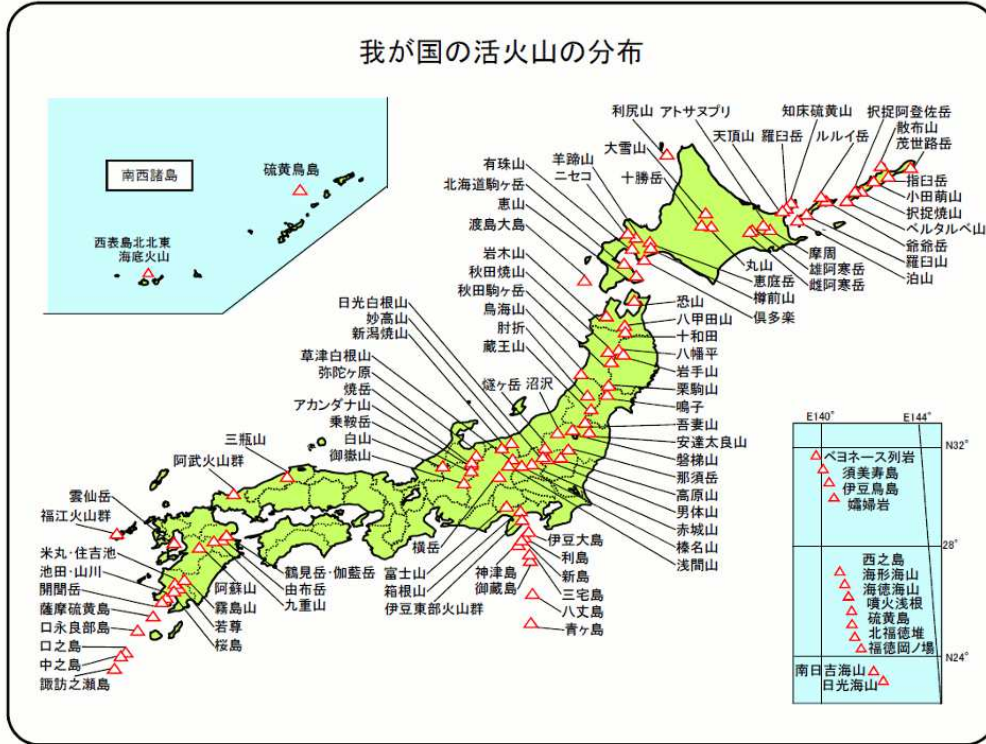 我が国の活火山の分布
南西諸島
硫黄鳥島
西表島北北東
海底火山
利尻山
アトサヌプリ
知床硫黄山
択捉阿登佐岳
天頂山
羅臼岳
ルルイ岳
散布山
茂世路岳
大雪山
羊蹄山
ニセコ
十勝岳
有珠山
北海道駒ヶ岳
恵山
渡島大島
指臼岳
小田萌山
択捉焼山
ベルタルベ山
爺爺岳
羅臼山
泊山
摩周
雄阿寒岳
雌阿寒岳
丸山
恵庭岳
樽前山
倶多楽
岩木山
秋田焼山
秋田駒ヶ岳
鳥海山
肘折
蔵王山
恐山
八甲田山
十和田
八幡平
岩手山
栗駒山
鳴子
吾妻山
安達太良山
磐梯山
那須岳
高原山
男体山
赤城山
榛名山
浅間山
日光白根山
妙高山
新潟焼山
草津白根山
弥陀ヶ原
焼岳
アカンダナ山
乗鞍岳
白山
御嶽山
燧ヶ岳
沼沢
三瓶山
阿武火山群
雲仙岳
福江火山群
米丸・住吉池
池田・山川
開聞岳
薩摩硫黄島
口永良部島
口之島
中之島
諏訪之瀬島
鶴見岳・伽藍岳
由布岳
九重山
阿蘇山
霧島山
若尊
桜島
横岳
富士山
箱根山
伊豆東部火山群
伊豆大島
利島
新島
神津島
三宅島
御蔵島
八丈島
青ヶ島
E140
E144
N32
ベヨネース列岩
須美寿島
伊豆鳥島
孀婦岩
28
西之島
海形海山
海徳海山
噴火浅根
硫黄島
北福徳堆
福徳岡ノ場
N24
南日吉海山
日光海山